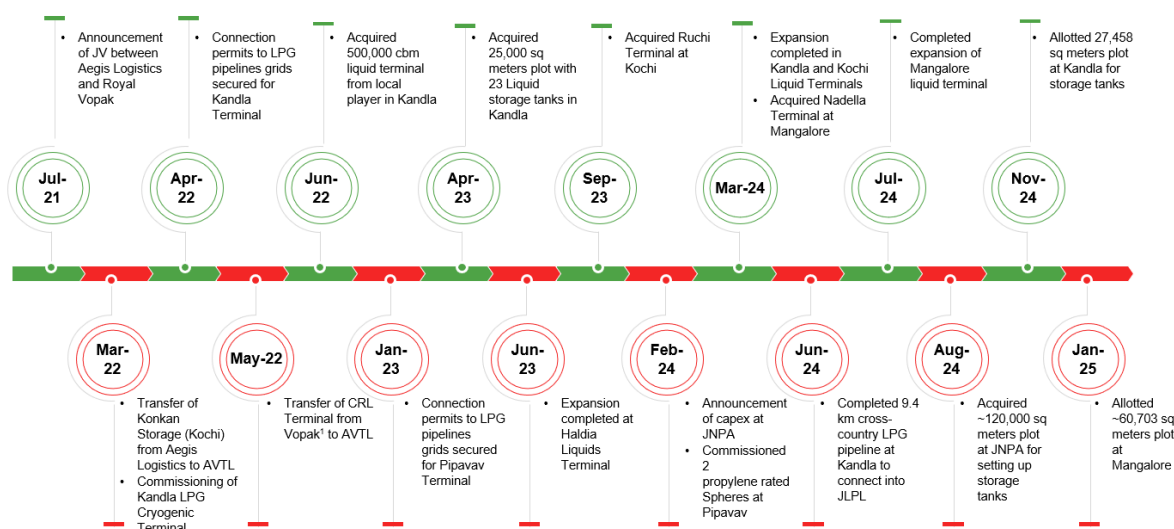 • Announcement
of JV between
Aegis Logistics
and Royal
Vopak
• Connection
permits to LPG
pipelines grids
secured for
Kandla
Terminal
• Acquired
500,000 cbm
liquid terminal
from local
player in Kandla
• Acquired
25,000 sq
meters plot with
23 Liquid
storage tanks in
Kandla
• Acquired Ruchi
Terminal at
Kochi
• Expansion
completed in
Kandla and Kochi
Liquid Terminals
• Acquired Nadella
Terminal at
Mangalore
• Completed
expansion of
Mangalore
liquid terminal
• Allotted 27,458
sq meters plot
at Kandla for
storage tanks
Jul-
21
Apr-
22
Jun-
22
Apr-
23
Sep-
23
Mar-24
Jul-
24
Nov-
24
Mar-
22
May-22
Jan-
23
Jun-
23
Feb-
24
Jun-
24
Aug-
24
Jan-
25
• Transfer of
Konkan
Storage (Kochi)
from Aegis
Logistics to AVTL
• Commissioning of
Kandla LPG
Cryogenic
Terminal
• Transfer of CRL
Terminal from
Vopak¹ to AVTL
• Connection
permits to LPG
pipelines
grids secured
for Pipavav
Terminal
• Expansion
completed at
Haldia
Liquids
Terminal
• Announcement
of capex at
JNPA
• Commissioned
2
propylene rated
Spheres at
Pipavav
• Completed 9.4
km cross-
country LPG
pipeline at
Kandla to
connect into
JLPL
• Acquired
~120,000 sq
meters plot
at JNPA for
setting up
storage
tanks
• Allotted
~60,703 sq
meters plot
at
Mangalore